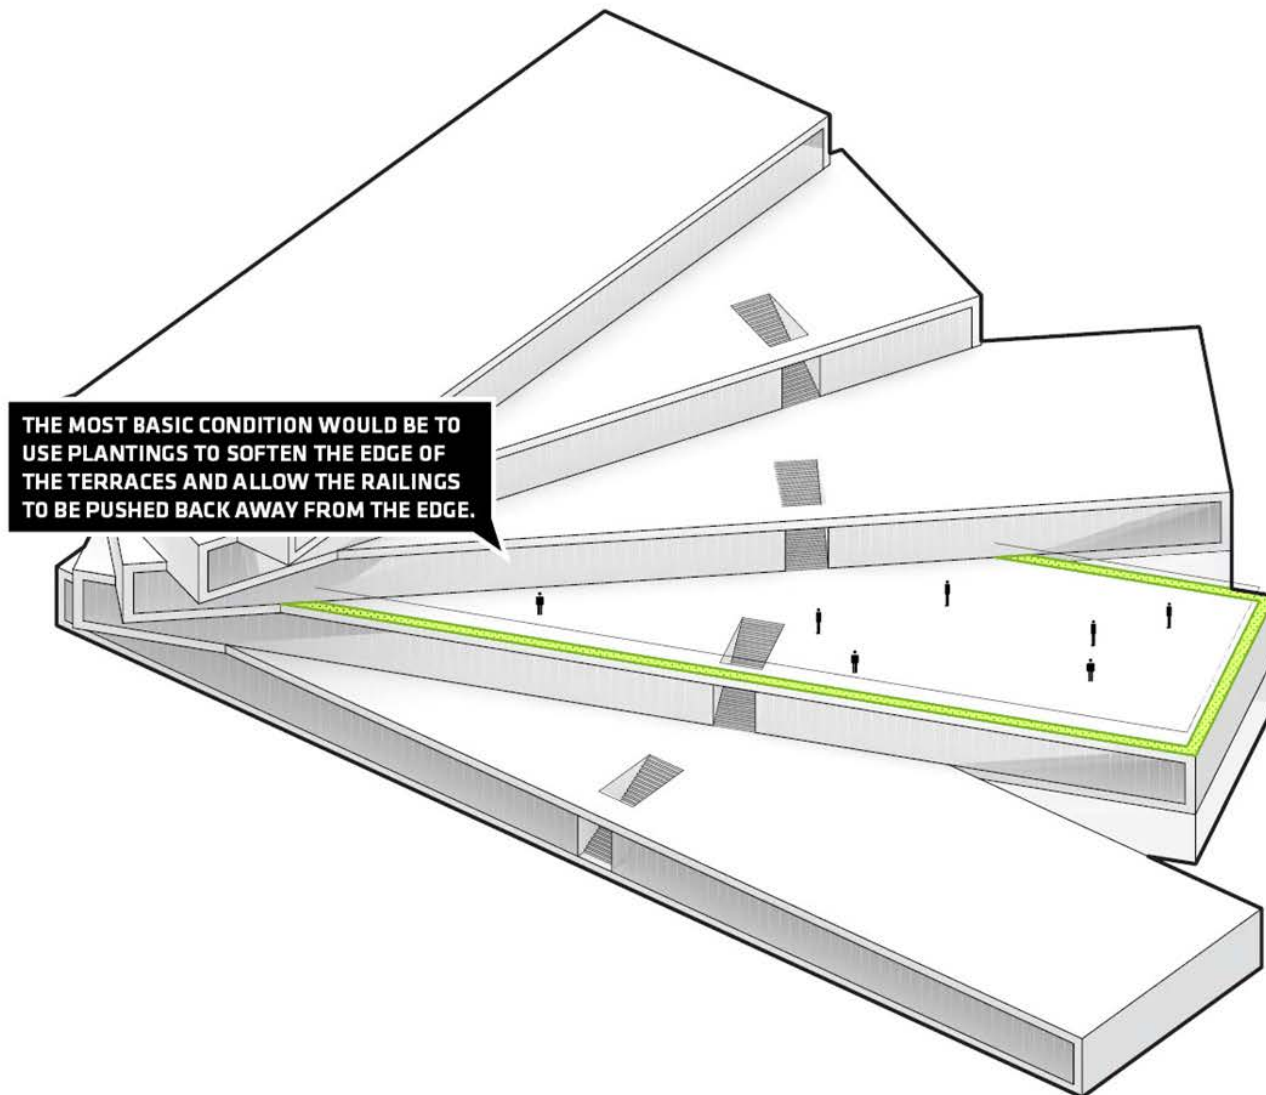 THE MOST BASIC CONDITION WOULD BE TO
USE PLANTINGS TO SOFTEN THE EDGE OF
THE TERRACES AND ALLOW THE RAILINGS
TO BE PUSHED BACK AWAY FROM THE EDGE.